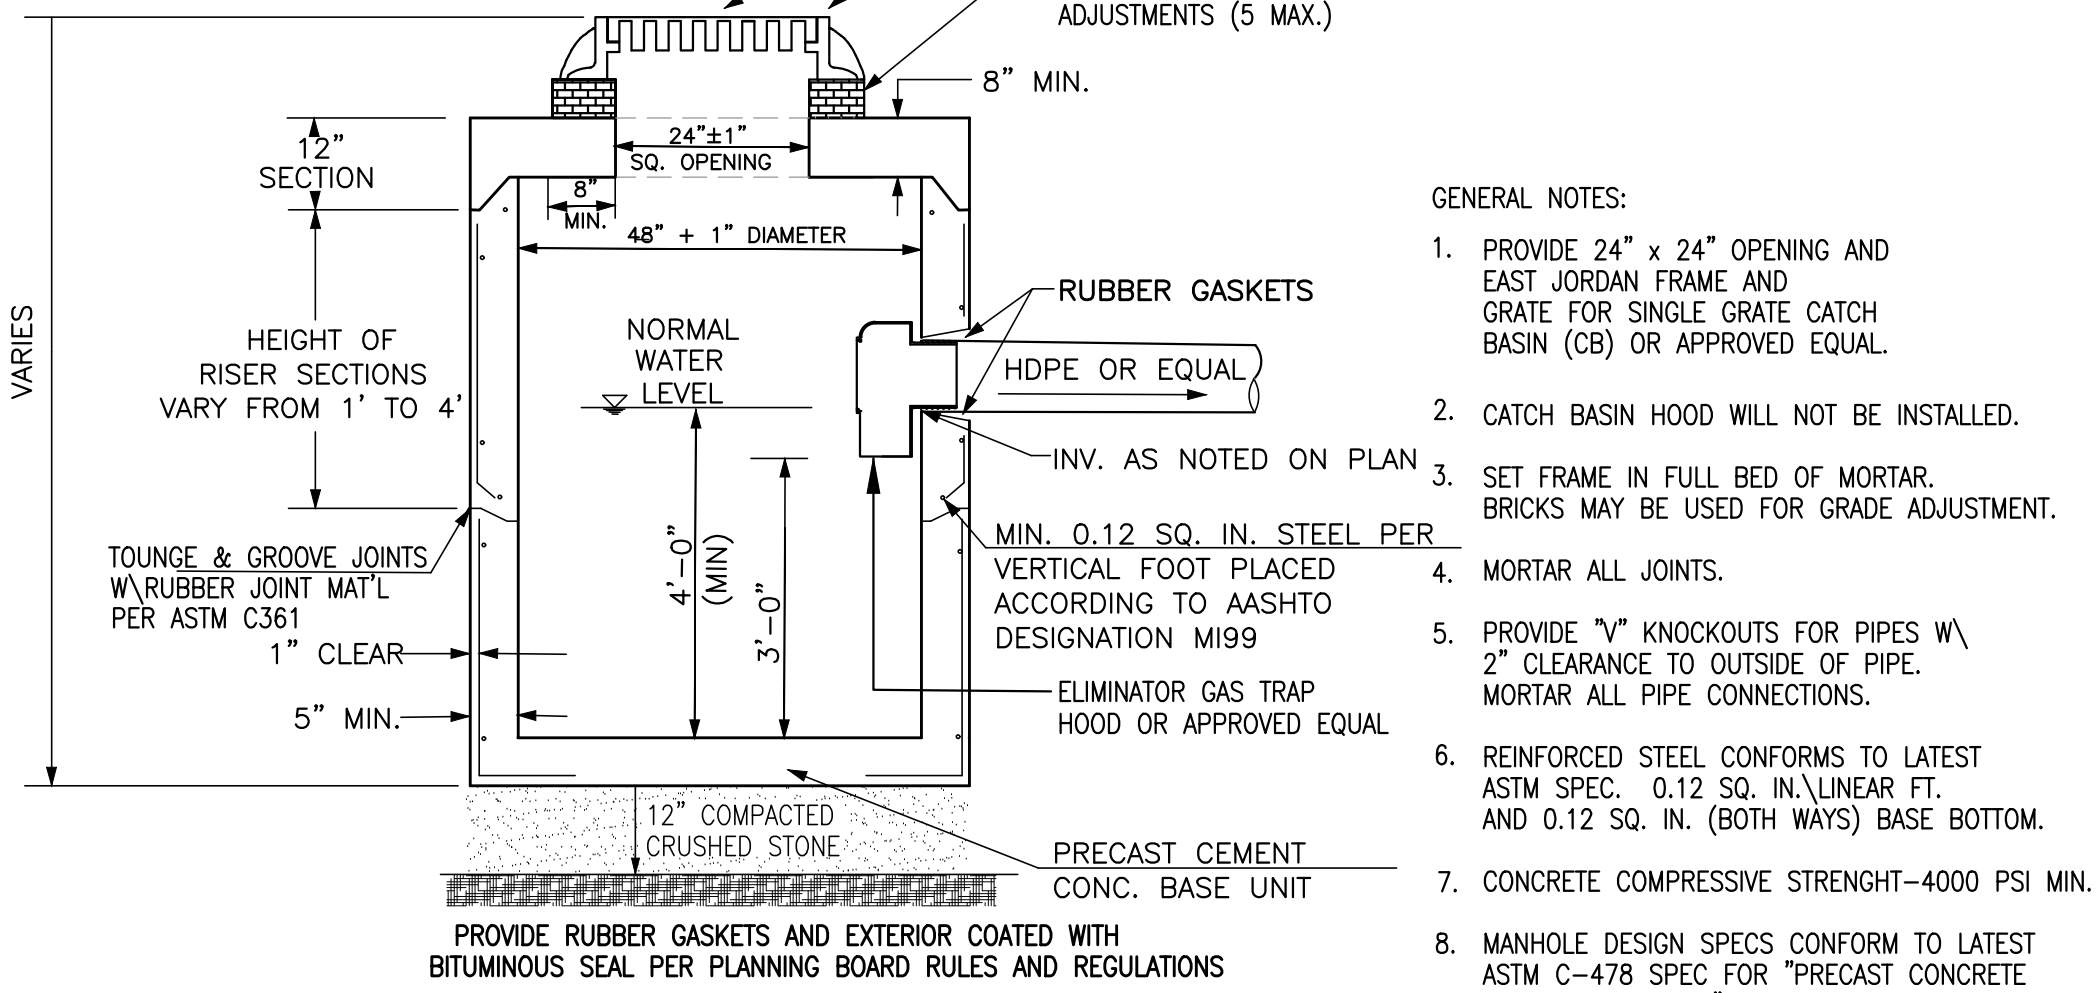 ADJUSTMENTS (5 MAX.)
8" MIN.
12"
SECTION
24"±1"
SQ. OPENING
8"
MIN.
48" + 1" DIAMETER
VARIES
HEIGHT OF
RISER SECTIONS
VARY FROM 1' TO 4'
NORMAL
WATER
LEVEL
RUBBER GASKETS
HDPE OR EQUAL
INV. AS NOTED ON PLAN
4'-0"
(MIN)
3'-0"
MIN. 0.12 SQ. IN. STEEL PER
VERTICAL FOOT PLACED
ACCORDING TO AASHTO
DESIGNATION MI99
TOUNGE & GROOVE JOINTS
W\RUBBER JOINT MAT'L
PER ASTM C361
1" CLEAR
5" MIN.
ELIMINATOR GAS TRAP
HOOD OR APPROVED EQUAL
12" COMPACTED
CRUSHED STONE
PRECAST CEMENT
CONC. BASE UNIT
PROVIDE RUBBER GASKETS AND EXTERIOR COATED WITH
BITUMINOUS SEAL PER PLANNING BOARD RULES AND REGULATIONS
GENERAL NOTES:
1. PROVIDE 24" x 24" OPENING AND
EAST JORDAN FRAME AND
GRATE FOR SINGLE GRATE CATCH
BASIN (CB) OR APPROVED EQUAL.
2. CATCH BASIN HOOD WILL NOT BE INSTALLED.
3. SET FRAME IN FULL BED OF MORTAR.
BRICKS MAY BE USED FOR GRADE ADJUSTMENT.
4. MORTAR ALL JOINTS.
5. PROVIDE "V" KNOCKOUTS FOR PIPES W\
2" CLEARANCE TO OUTSIDE OF PIPE.
MORTAR ALL PIPE CONNECTIONS.
6. REINFORCED STEEL CONFORMS TO LATEST
ASTM SPEC. 0.12 SQ. IN.\LINEAR FT.
AND 0.12 SQ. IN. (BOTH WAYS) BASE BOTTOM.
7. CONCRETE COMPRESSIVE STRENGHT-4000 PSI MIN.
8. MANHOLE DESIGN SPECS CONFORM TO LATEST
ASTM C-478 SPEC FOR "PRECAST CONCRETE